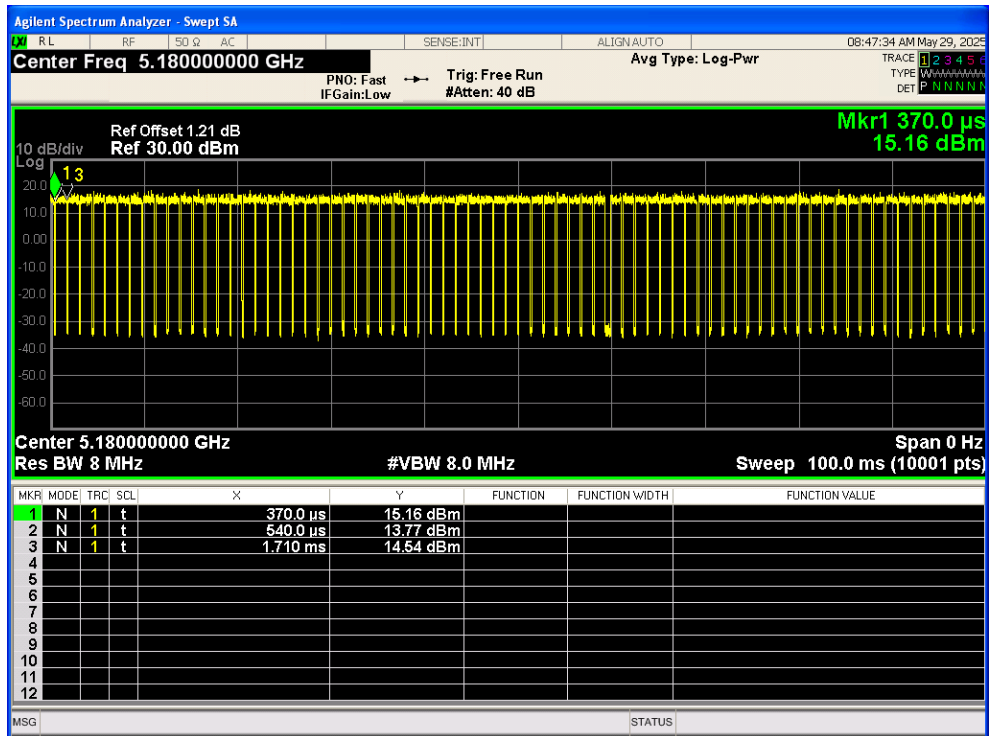 Agilent Spectrum Analyzer - Swept SA
LXI RL RF 50 Ω AC SENSE:INT ALIGNAUTO 08:47:34 AM May 29, 2025
Center Freq 5.180000000 GHz Avg Type: Log-Pwr TRACE 1 2 3 4 5 6
PNO: Fast Trig: Free Run TYPE WWWWWW
IFGain:Low #Atten: 40 dB DET P N N N N N
Mkr1 370.0 µs
Ref Offset 1.21 dB
10 dB/div Ref 30.00 dBm 15.16 dBm
Log
1 3
20.0
10.0
0.00
-10.0
-20.0
-30.0
-40.0
-50.0
-60.0
Center 5.180000000 GHz Span 0 Hz
Res BW 8 MHz #VBW 8.0 MHz Sweep 100.0 ms (10001 pts)
MKR MODE TRC SCL X Y FUNCTION FUNCTION WIDTH FUNCTION VALUE
1 N 1 t 370.0 µs 15.16 dBm
2 N 1 t 540.0 µs 13.77 dBm
3 N 1 t 1.710 ms 14.54 dBm
4
5
6
7
8
9
10
11
12
MSG STATUS